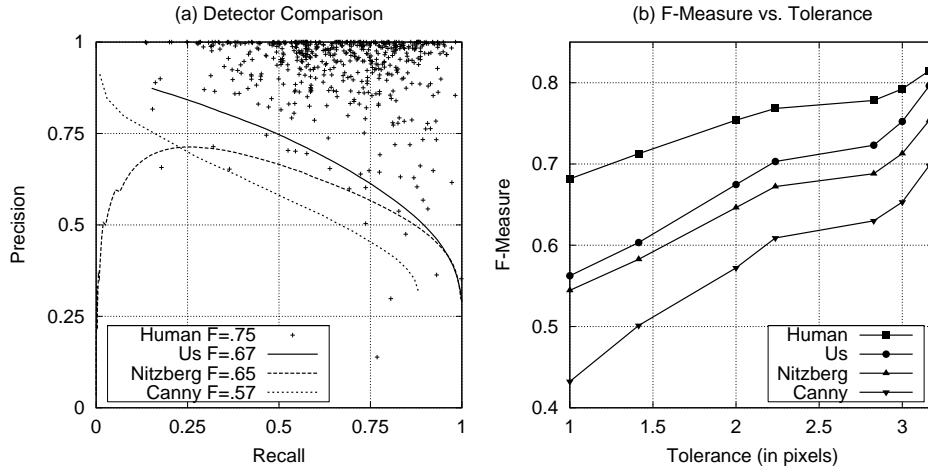 (a) Detector Comparison
1
0.75
0.5
0.25
0
Precision
0 0.25 0.5 0.75 1
Recall
Human F=.75
Us F=.67
Nitzberg F=.65
Canny F=.57
(b) F-Measure vs. Tolerance
0.8
0.7
0.6
0.5
0.4
F-Measure
1 1.5 2 2.5 3
Tolerance (in pixels)
Human
Us
Nitzberg
Canny